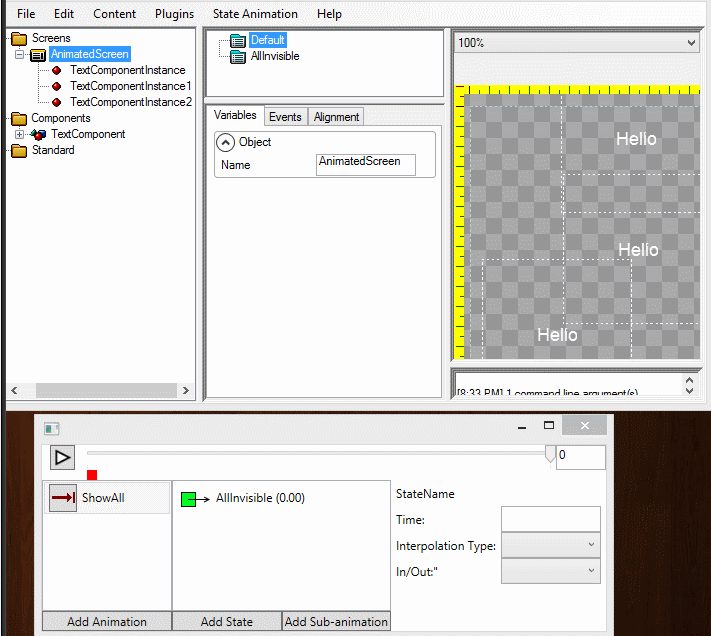 File Edit Content Plugins State Animation Help
Screens
AnimatedScreen
TextComponentInstance
TextComponentInstance1
TextComponentInstance2
Components
TextComponent
Standard
Default
AllInvisible
Variables Events Alignment
Object
Name AnimatedScreen
100%
Hello
Hello
Hello
[8:33 PM] 1 command line argument(s)
0
ShowAll
AllInvisible (0.00)
StateName
Time:
Interpolation Type:
In/Out:"
Add Animation Add State Add Sub-animation